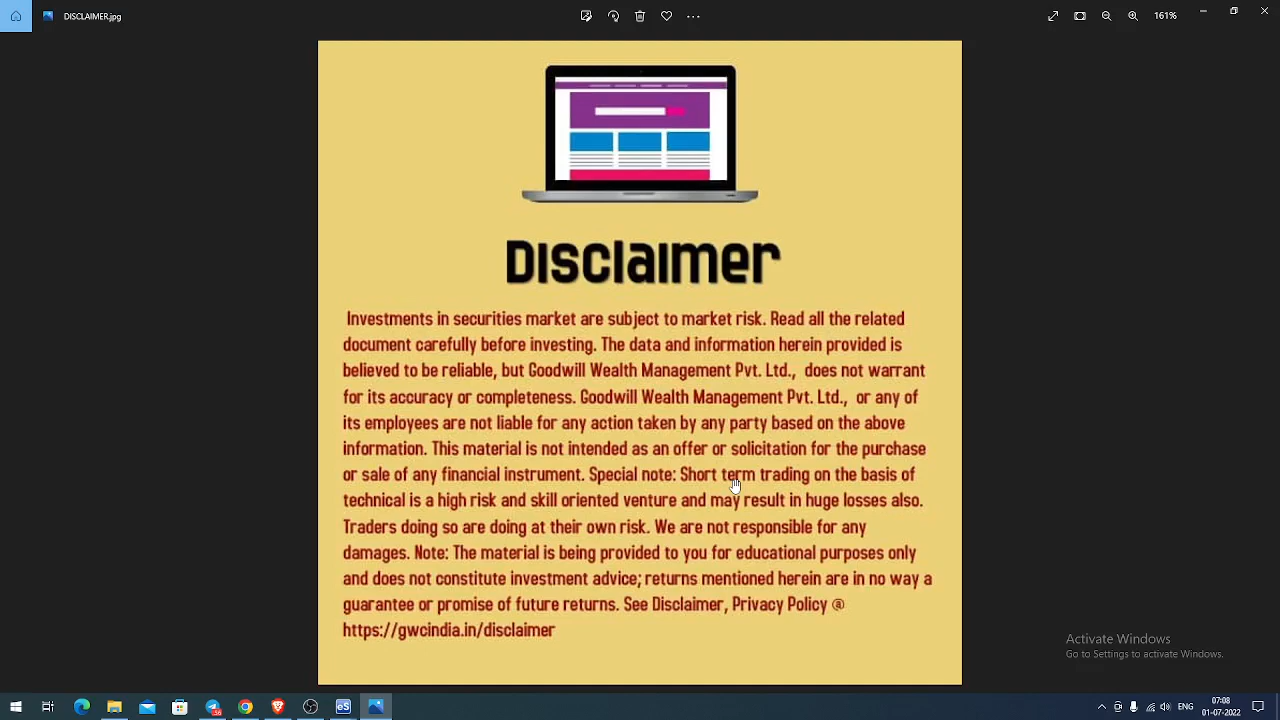 DISCLAIMER.jpg
Disclaimer
Investments in securities market are subject to market risk. Read all the related
document carefully before investing. The data and information herein provided is
believed to be reliable, but Goodwill Wealth Management Pvt. Ltd., does not warrant
for its accuracy or completeness. Goodwill Wealth Management Pvt. Ltd., or any of
its employees are not liable for any action taken by any party based on the above
information. This material is not intended as an offer or solicitation for the purchase
or sale of any financial instrument. Special note: Short term trading on the basis of
technical is a high risk and skill oriented venture and may result in huge losses also.
Traders doing so are doing at their own risk. We are not responsible for any
damages. Note: The material is being provided to you for educational purposes only
and does not constitute investment advice; returns mentioned herein are in no way a
guarantee or promise of future returns. See Disclaimer, Privacy Policy @
https://gwcindia.in/disclaimer
Activate Windows
Go to Settings to activate Windows.
ENG
07:08
01-07-2022